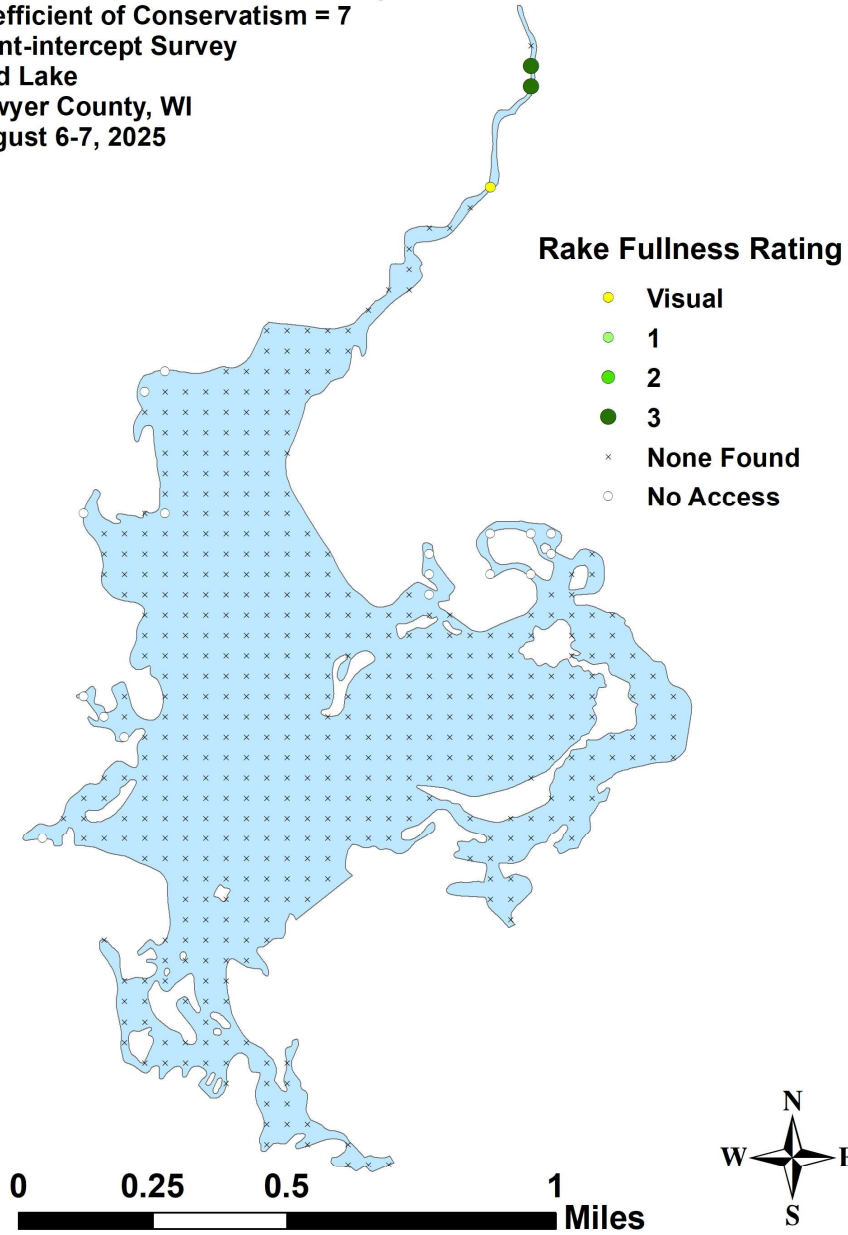 efficient of Conservatism = 7
nt-intercept Survey
d Lake
yer County, WI
gust 6-7, 2025
Rake Fullness Rating
Visual
1
2
3
None Found
No Access
N
W
S
0 0.25 0.5 1
Miles